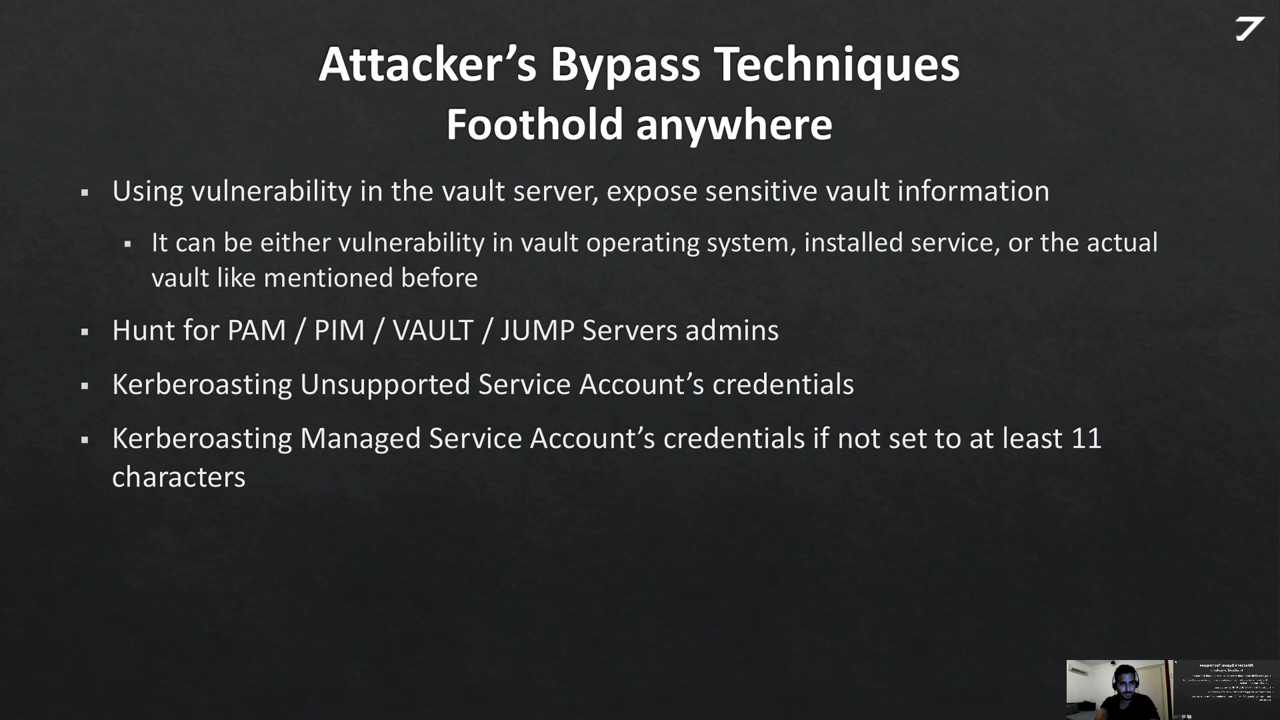 Attacker’s Bypass Techniques
Foothold anywhere
▪ Using vulnerability in the vault server, expose sensitive vault information
▪ It can be either vulnerability in vault operating system, installed service, or the actual
vault like mentioned before
▪ Hunt for PAM / PIM / VAULT / JUMP Servers admins
▪ Kerberoasting Unsupported Service Account’s credentials
▪ Kerberoasting Managed Service Account’s credentials if not set to at least 11
characters